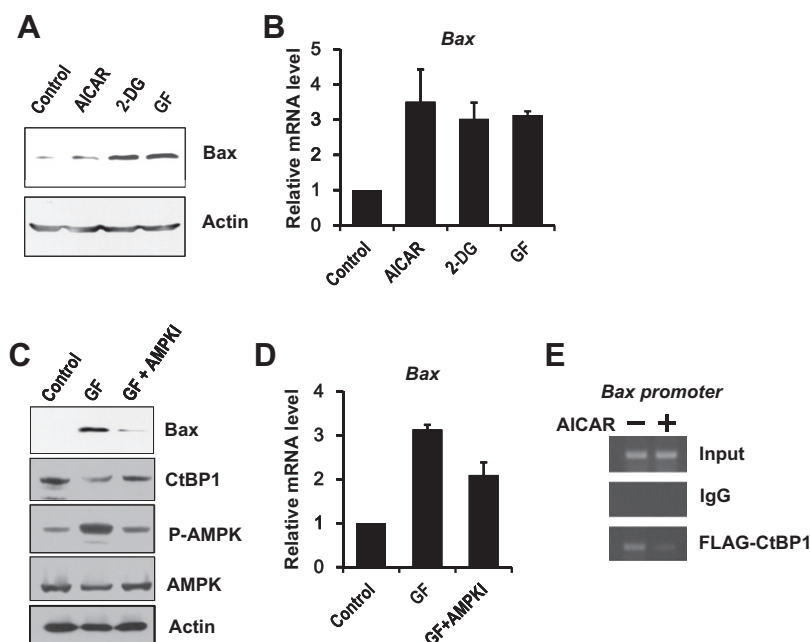 A
Control
AICAR
2-DG
GF
Bax
Actin
B
Bax
Relative mRNA level
5
4
3
2
1
0
Control
AICAR
2-DG
GF
C
Control
GF
GF + AMPKI
Bax
CtBP1
P-AMPK
AMPK
Actin
D
Bax
Relative mRNA level
4
3
2
1
0
Control
GF
GF+AMPKI
E
Bax promoter
AICAR − +
Input
IgG
FLAG-CtBP1